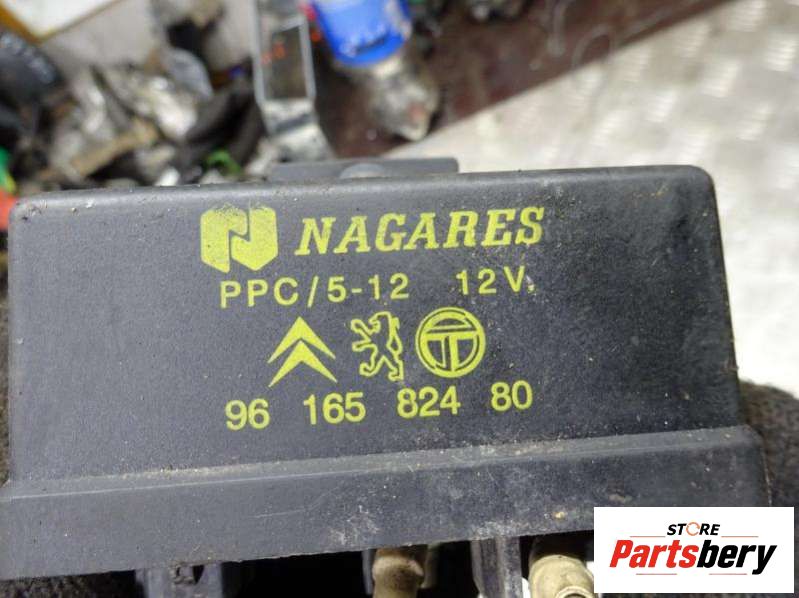 NAGARES
PPC/5-12 12V.
96 165 824 80
STORE
Partsbery